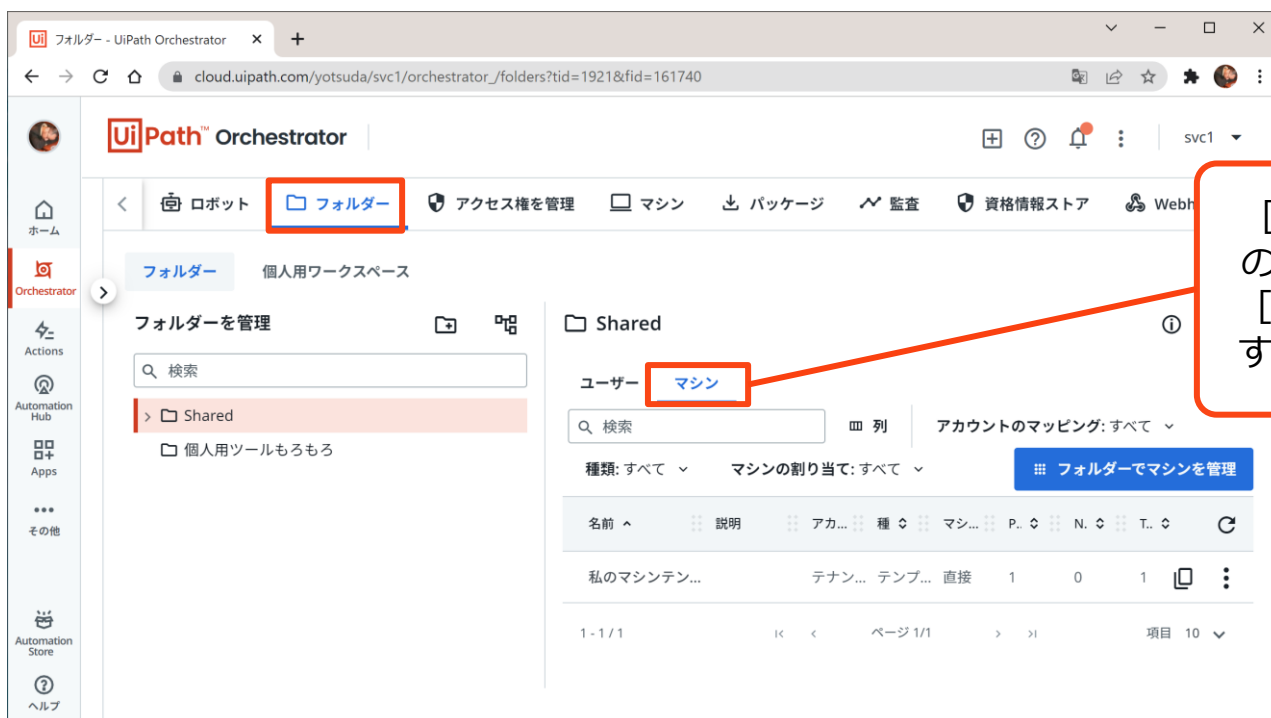 フォルダー - UiPath Orchestrator
cloud.uipath.com/yotsuda/svc1/orchestrator_/folders?tid=1921&fid=161740
UiPath™ Orchestrator
svc1
ロボット フォルダー アクセス権を管理 マシン パッケージ 監査 資格情報ストア Webh
ホーム
Orchestrator
Actions
Automation
Hub
Apps
その他
Automation
Store
ヘルプ
フォルダー 個人用ワークスペース
フォルダーを管理
検索
Shared
個人用ツールもろもろ
Shared
ユーザー マシン
検索 列 アカウントのマッピング: すべて
種類: すべて マシンの割り当て: すべて フォルダーでマシンを管理
名前 説明 アカ... 種 マシ... P.. N. T..
私のマシンテン... テナン... テンプ... 直接 1 0 1
1 - 1 / 1 ページ 1/1 項目 10
［
の
［
す